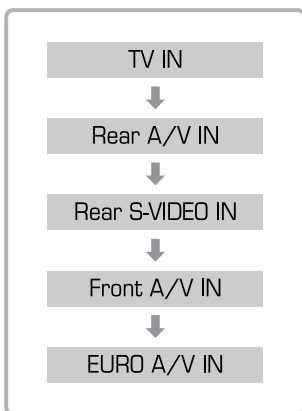 TV IN
Rear A/V IN
Rear S-VIDEO IN
Front A/V IN
EURO A/V IN